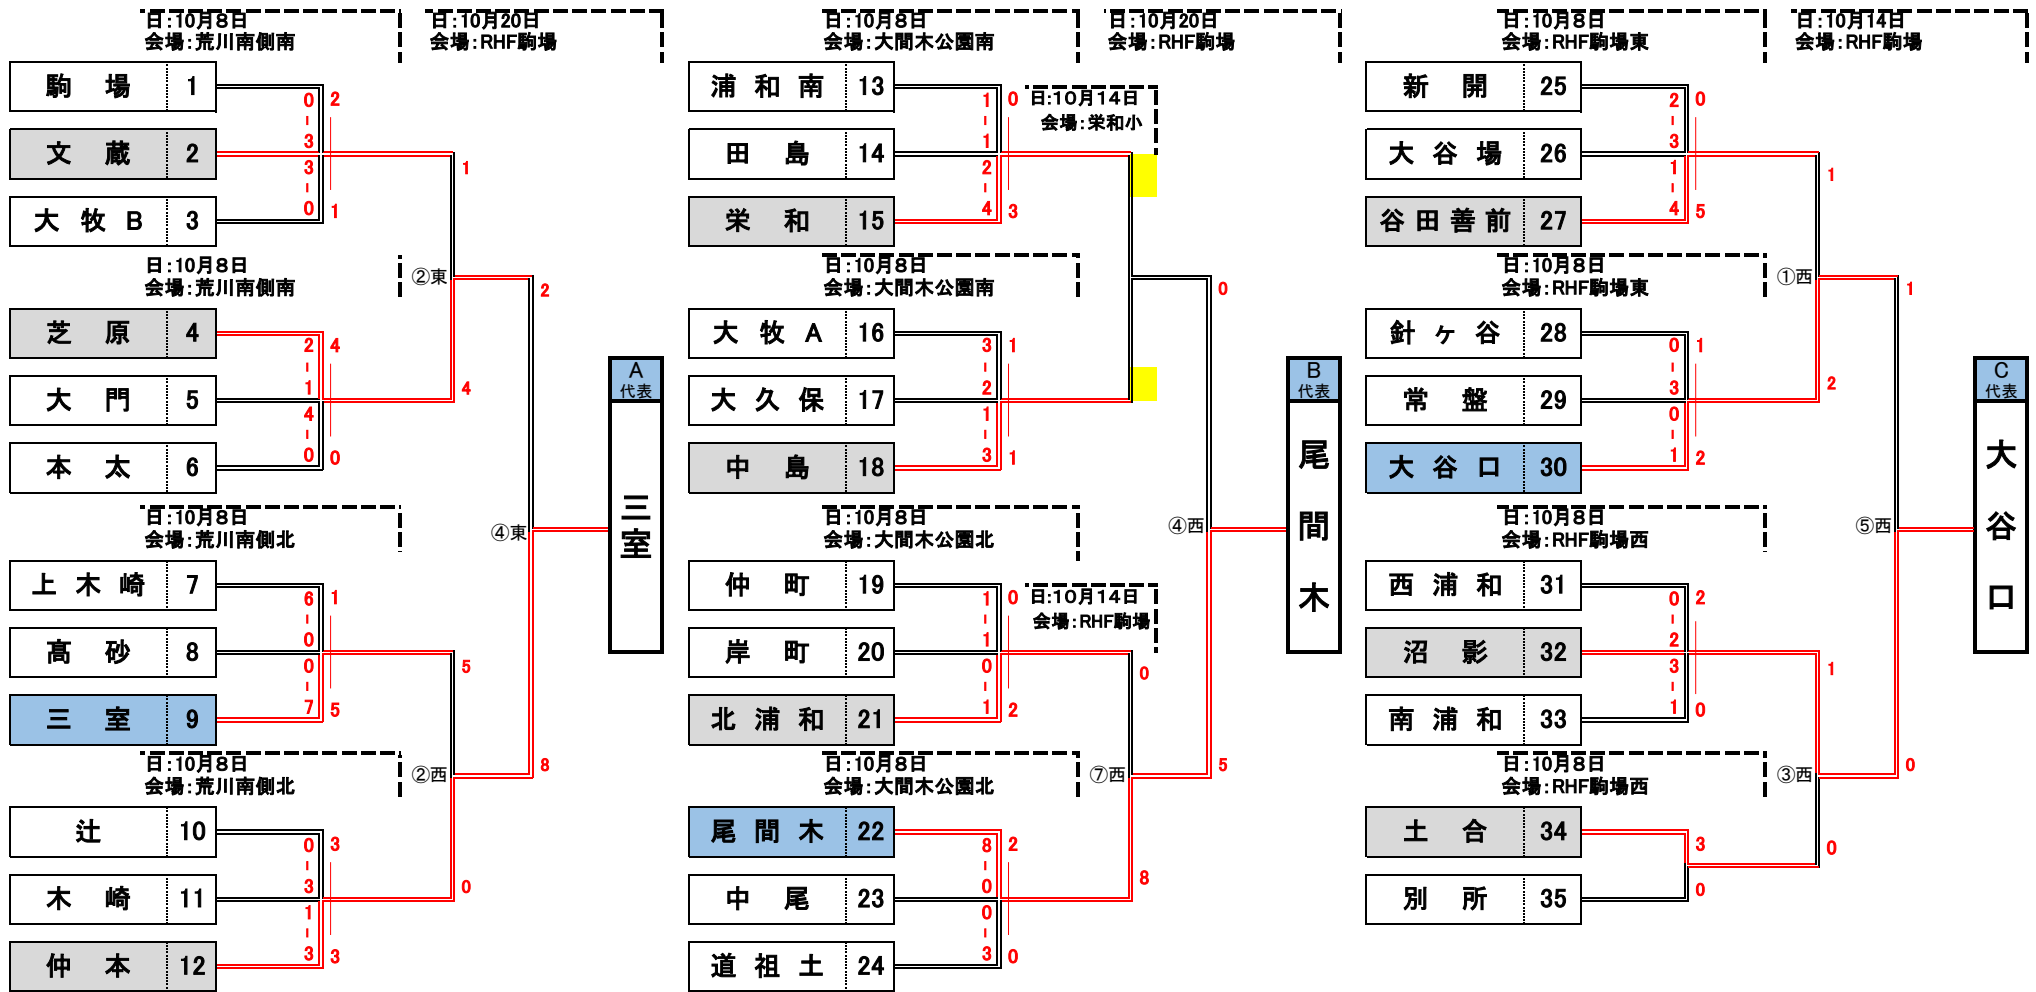 日:10月8日
会場:荒川南側南
日:10月20日
会場:RHF駒場
駒場 1
0-3
2
文蔵 2
3-0
1
大牧B 3
1
日:10月8日
会場:荒川南側南
②東
2
芝原 4
2-1
4
大門 5
4
4-0
0
本太 6
A
代表
三室
日:10月8日
会場:荒川南側北
④東
上木崎 7
6-0
1
高砂 8
5
0-7
5
三室 9
日:10月8日
会場:荒川南側北
②西
8
辻 10
0-3
3
木崎 11
0
1-3
3
仲本 12
日:10月8日
会場:大間木公園南
日:10月20日
会場:RHF駒場
浦和南 13
1-1
0
日:10月14日
会場:栄和小
田島 14
2-4
3
栄和 15
日:10月8日
会場:大間木公園南
0
大牧A 16
3-2
1
大久保 17
1-3
1
中島 18
B
代表
尾間木
日:10月8日
会場:大間木公園北
④西
仲町 19
1-1
0
日:10月14日
会場:RHF駒場
岸町 20
0
0-1
2
北浦和 21
日:10月8日
会場:大間木公園北
⑦西
5
尾間木 22
8-0
2
中尾 23
8
0-3
0
道祖土 24
日:10月8日
会場:RHF駒場東
日:10月14日
会場:RHF駒場
新開 25
2-3
0
大谷場 26
1
1-4
5
谷田善前 27
日:10月8日
会場:RHF駒場東
①西
1
針ヶ谷 28
0-3
1
常盤 29
2
0-1
2
大谷口 30
C
代表
大谷口
日:10月8日
会場:RHF駒場西
⑤西
西浦和 31
0-2
2
沼影 32
1
3-1
0
南浦和 33
日:10月8日
会場:RHF駒場西
③西
0
土合 34
3
0
別所 35
0